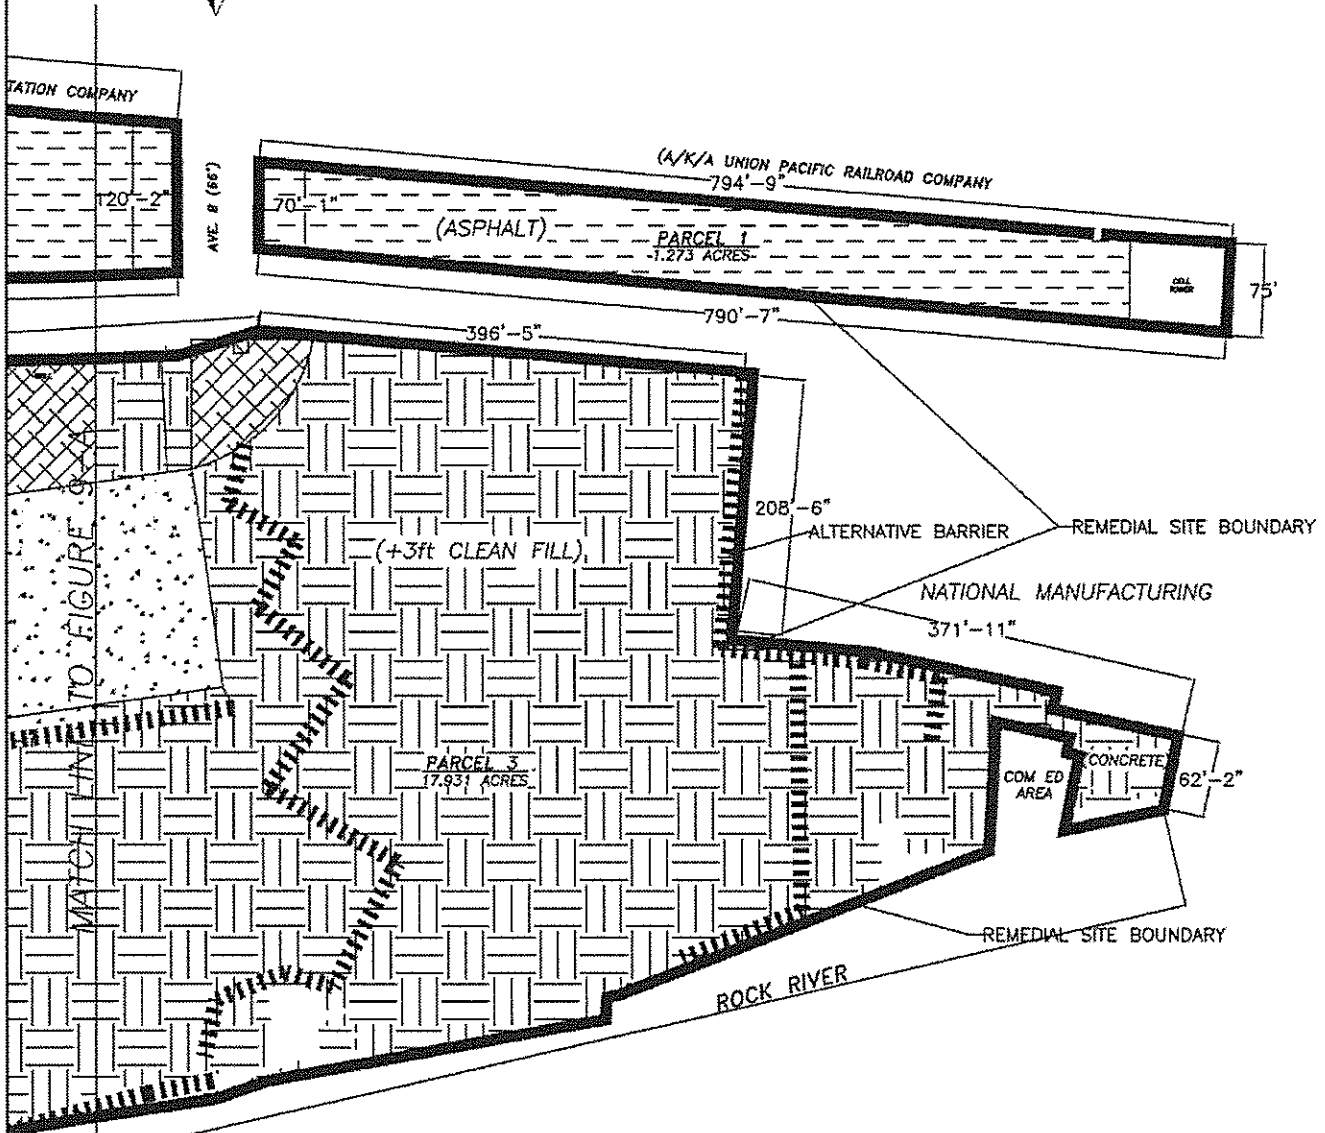 TATION COMPANY
(A/K/A UNION PACIFIC RAILROAD COMPANY
794'-9"
120'-2"
AVE. B (66')
70'-1"
(ASPHALT)
PARCEL 1
1.273 ACRES
CELL
TOWER
75'
790'-7"
396'-5"
208'-6"
ALTERNATIVE BARRIER
REMEDIAL SITE BOUNDARY
(+3ft CLEAN FILL)
NATIONAL MANUFACTURING
371'-11"
MATCH LINE TO FIGURE 9-A
PARCEL 3
17.931 ACRES
COM ED
AREA
CONCRETE
62'-2"
REMEDIAL SITE BOUNDARY
ROCK RIVER